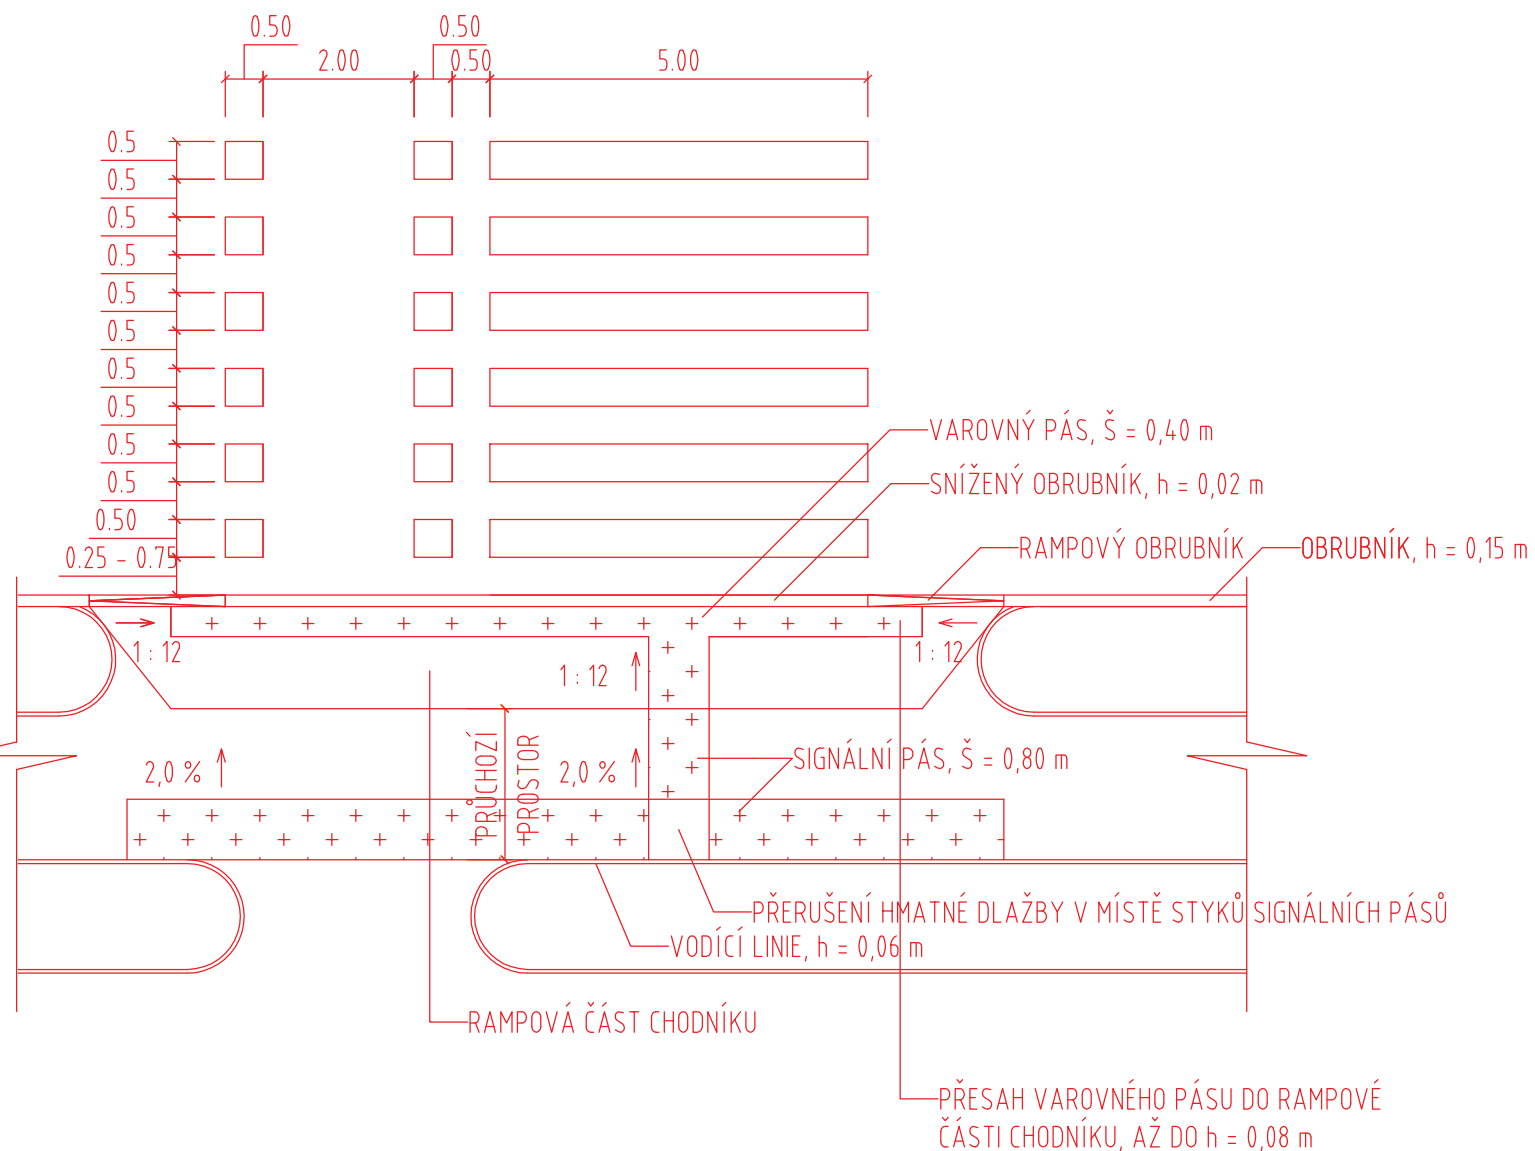 0.50
0.50
2.00
0.50
5.00
0.5
0.5
0.5
0.5
0.5
0.5
0.5
0.5
0.5
0.5
0.50
0.25 - 0.75
VAROVNÝ PÁS, Š = 0,40 m
SNÍŽENÝ OBRUBNÍK, h = 0,02 m
RAMPOVÝ OBRUBNÍK
OBRUBNÍK, h = 0,15 m
1 : 12
1 : 12
1 : 12
PRŮCHOZÍ
PROSTOR
2,0 %
2,0 %
SIGNÁLNÍ PÁS, Š = 0,80 m
PŘERUŠENÍ HMATNÉ DLAŽBY V MÍSTĚ STYKŮ SIGNÁLNÍCH PÁSŮ
VODÍCÍ LINIE, h = 0,06 m
RAMPOVÁ ČÁST CHODNÍKU
PŘESAH VAROVNÉHO PÁSU DO RAMPOVÉ
ČÁSTI CHODNÍKU, AŽ DO h = 0,08 m